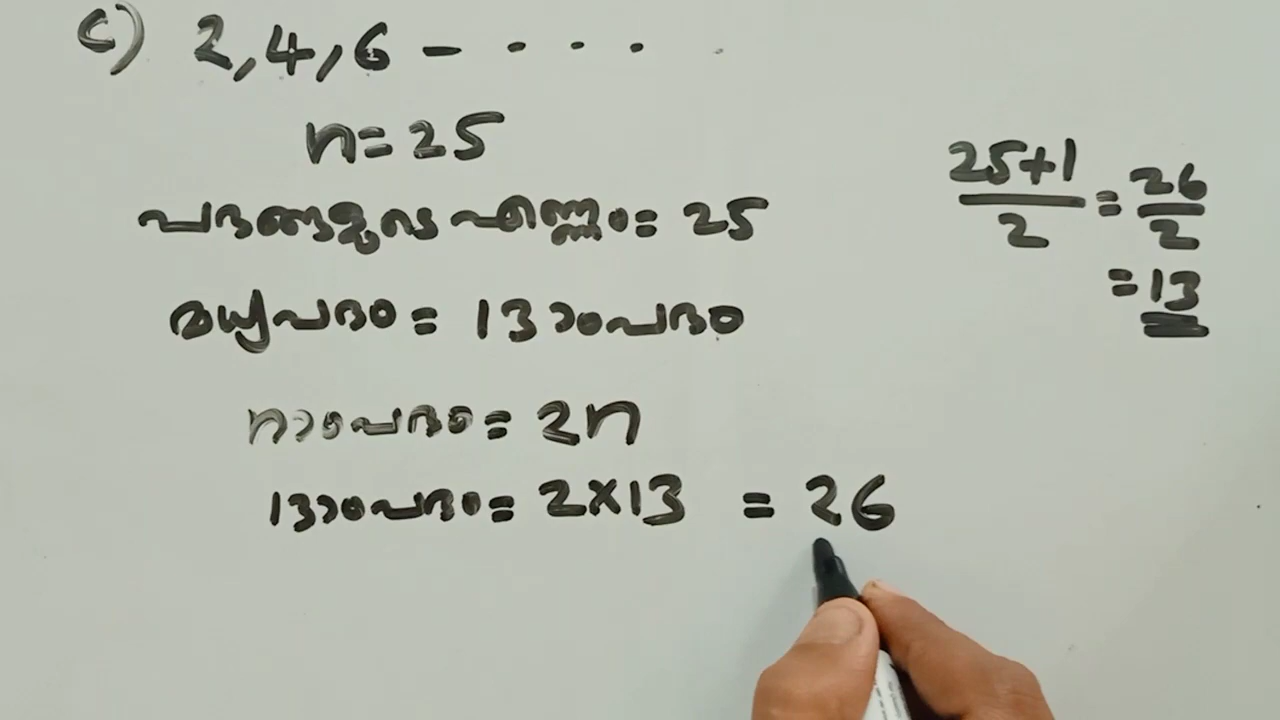 c) 2, 4, 6 - . . . .
n = 25
പദങ്ങളുടെ എണ്ണം = 25
മധ്യപദം = 13ാംപദം
nാംപദം = 2n
13ാംപദം = 2×13 = 26
25+1/2 = 26/2
= 13